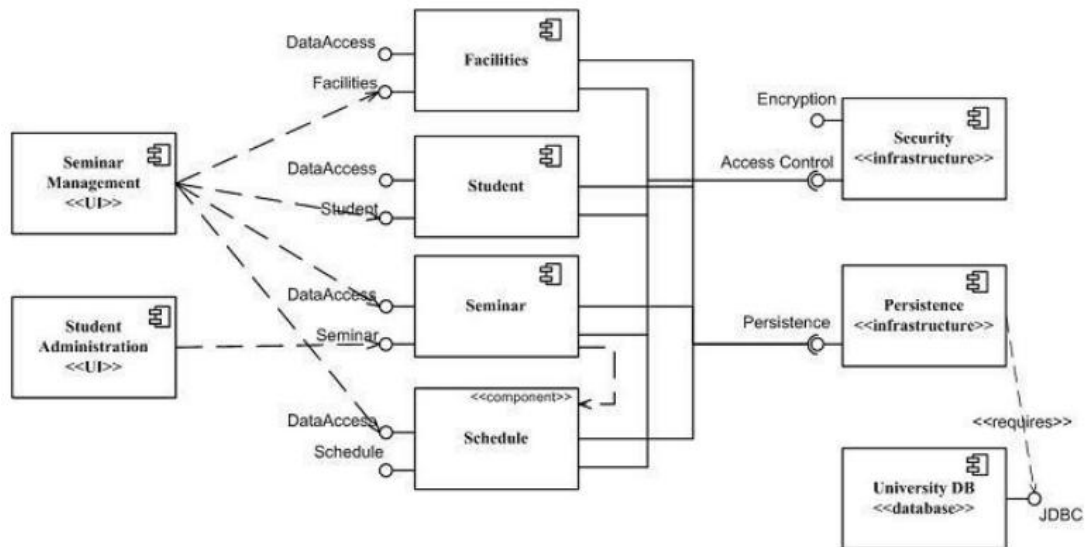 DataAccess
Facilities
Facilities
Encryption
Security
<<infrastructure>>
Access Control
Seminar
Management
<<UI>>
DataAccess
Student
Student
DataAccess
Seminar
Seminar
Persistence
Persistence
<<infrastructure>>
Student
Administration
<<UI>>
<<component>>
DataAccess
Schedule
Schedule
<<requires>>
University DB
<<database>>
JDBC